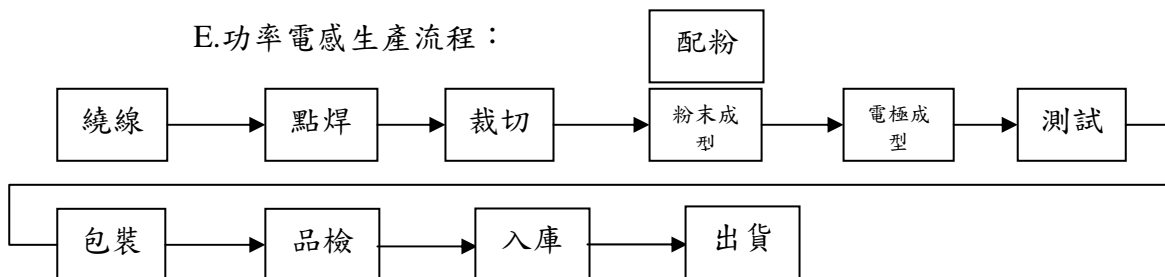 E.功率電感生產流程：
配粉
繞線
點焊
裁切
粉末成
型
電極成
型
測試
包裝
品檢
入庫
出貨